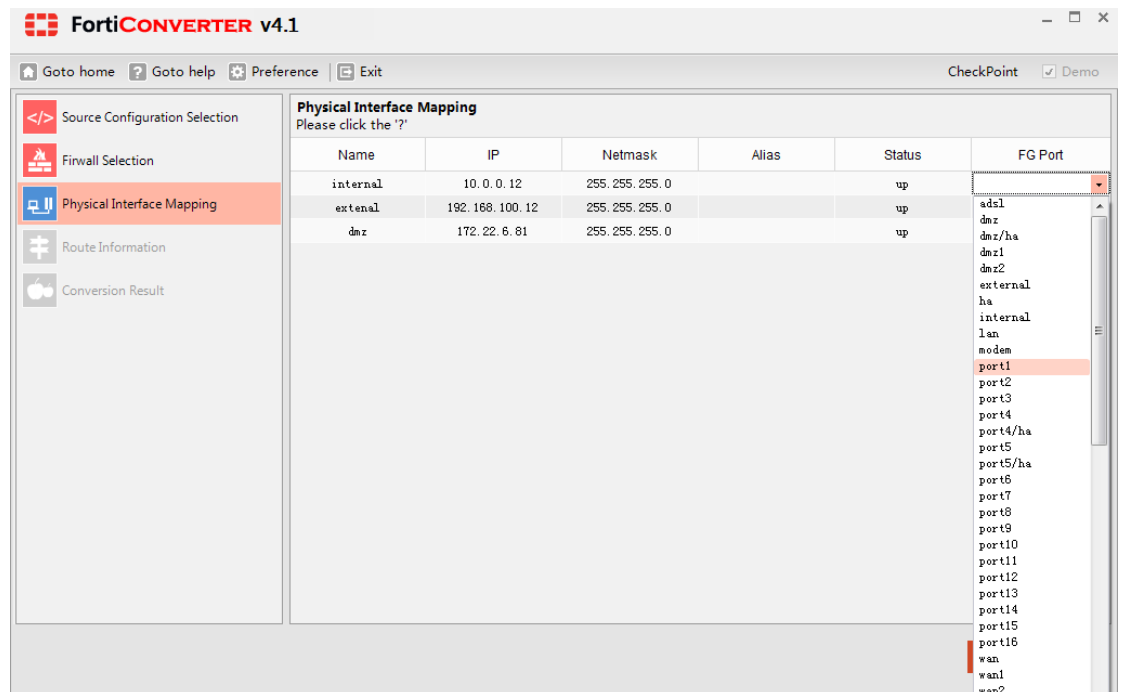 FortiCONVERTER v4.1
Goto home Goto help Preference Exit CheckPoint Demo
Source Configuration Selection
Firwall Selection
Physical Interface Mapping
Route Information
Conversion Result
Physical Interface Mapping
Please click the '?'
Name IP Netmask Alias Status FG Port
internal 10.0.0.12 255.255.255.0 up
extenal 192.168.100.12 255.255.255.0 up
dmz 172.22.6.81 255.255.255.0 up
adsl
dmz
dmz/ha
dmz1
dmz2
external
ha
internal
lan
modem
port1
port2
port3
port4
port4/ha
port5
port5/ha
port6
port7
port8
port9
port10
port11
port12
port13
port14
port15
port16
wan
wan1
wan2